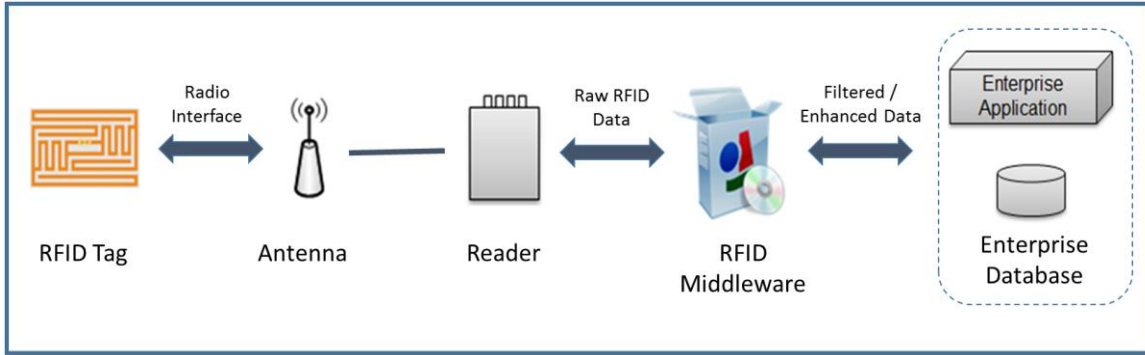 Radio
Interface
Raw RFID
Data
Filtered /
Enhanced Data
Enterprise
Application
RFID Tag
Antenna
Reader
RFID
Middleware
Enterprise
Database